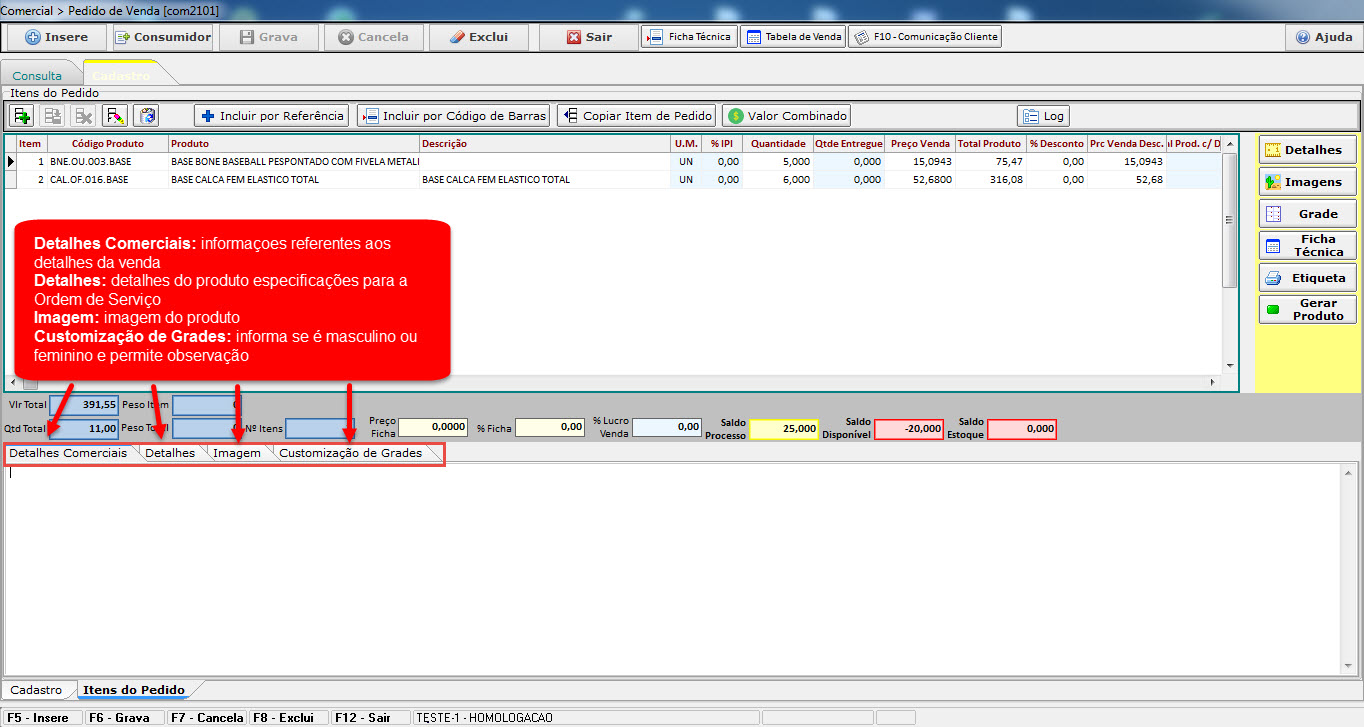 Comercial > Pedido de Venda [com2101]
Insere Consumidor Grava Cancela Exclui Sair Ficha Técnica Tabela de Venda F10 - Comunicação Cliente Ajuda
Consulta Cadastro
Itens do Pedido
Incluir por Referência Incluir por Código de Barras Copiar Item de Pedido Valor Combinado Log
Item Código Produto Produto Descrição U.M. % IPI Quantidade Qtde Entregue Preço Venda Total Produto % Desconto Prc Venda Desc. al Prod. c/ D
1 BNE.OU.003.BASE BASE BONE BASEBALL PESPONTADO COM FIVELA METALI UN 0,00 5,000 0,000 15,0943 75,47 0,00 15,0943
2 CAL.OF.016.BASE BASE CALCA FEM ELASTICO TOTAL BASE CALCA FEM ELASTICO TOTAL UN 0,00 6,000 0,000 52,6800 316,08 0,00 52,68
Detalhes
Imagens
Grade
Ficha
Técnica
Etiqueta
Gerar
Produto
Detalhes Comerciais: informaçoes referentes aos
detalhes da venda
Detalhes: detalhes do produto especificações para a
Ordem de Serviço
Imagem: imagem do produto
Customização de Grades: informa se é masculino ou
feminino e permite observação
Vlr Total 391,55 Peso Item 0
Qtd Total 11,00 Peso Total 0 Nº Itens
Preço
Ficha 0,0000 % Ficha 0,00 % Lucro
Venda 0,00 Saldo
Processo 25,000 Saldo
Disponível -20,000 Saldo
Estoque 0,000
Detalhes Comerciais Detalhes Imagem Customização de Grades
Cadastro Itens do Pedido
F5 - Insere F6 - Grava F7 - Cancela F8 - Exclui F12 - Sair TESTE-1 - HOMOLOGACAO